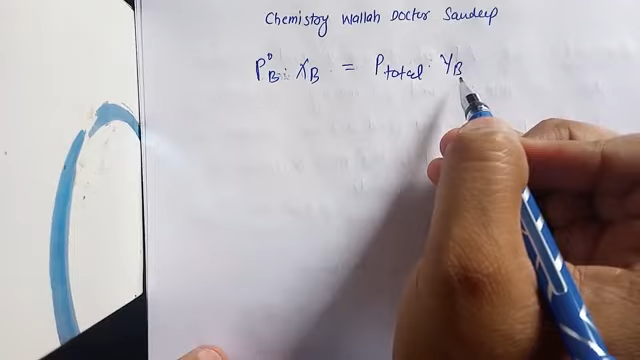 Chemistry Wallah Doctor Sandeep
P°B . XB = Ptotal . YB